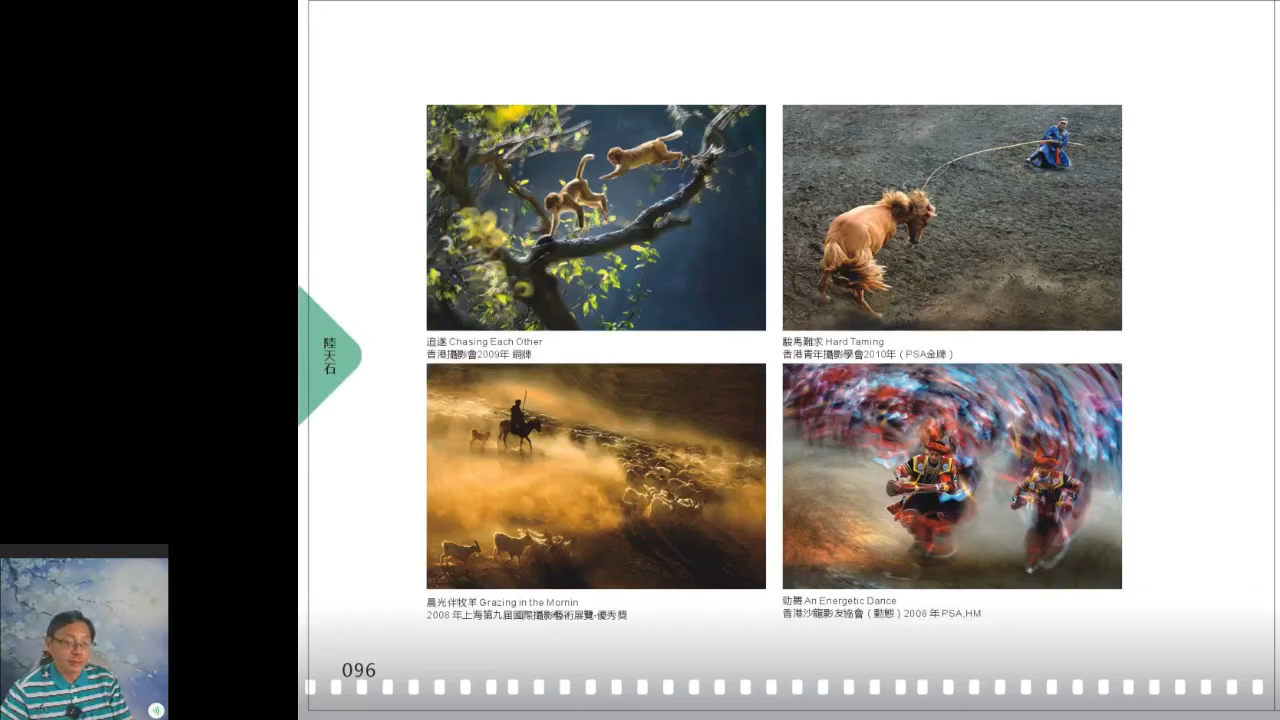 追逐 Chasing Each Other
香港攝影會2009年 銅牌
駿馬難求 Hard Taming
香港青年攝影學會2010年（PSA金牌）
陸天石
晨光伴牧羊 Grazing in the Mornin
2008 年上海第九届國際攝影藝術展覽-優秀獎
勁舞 An Energetic Dance
香港沙龍影友協會（動態）2008 年 PSA,HM
096